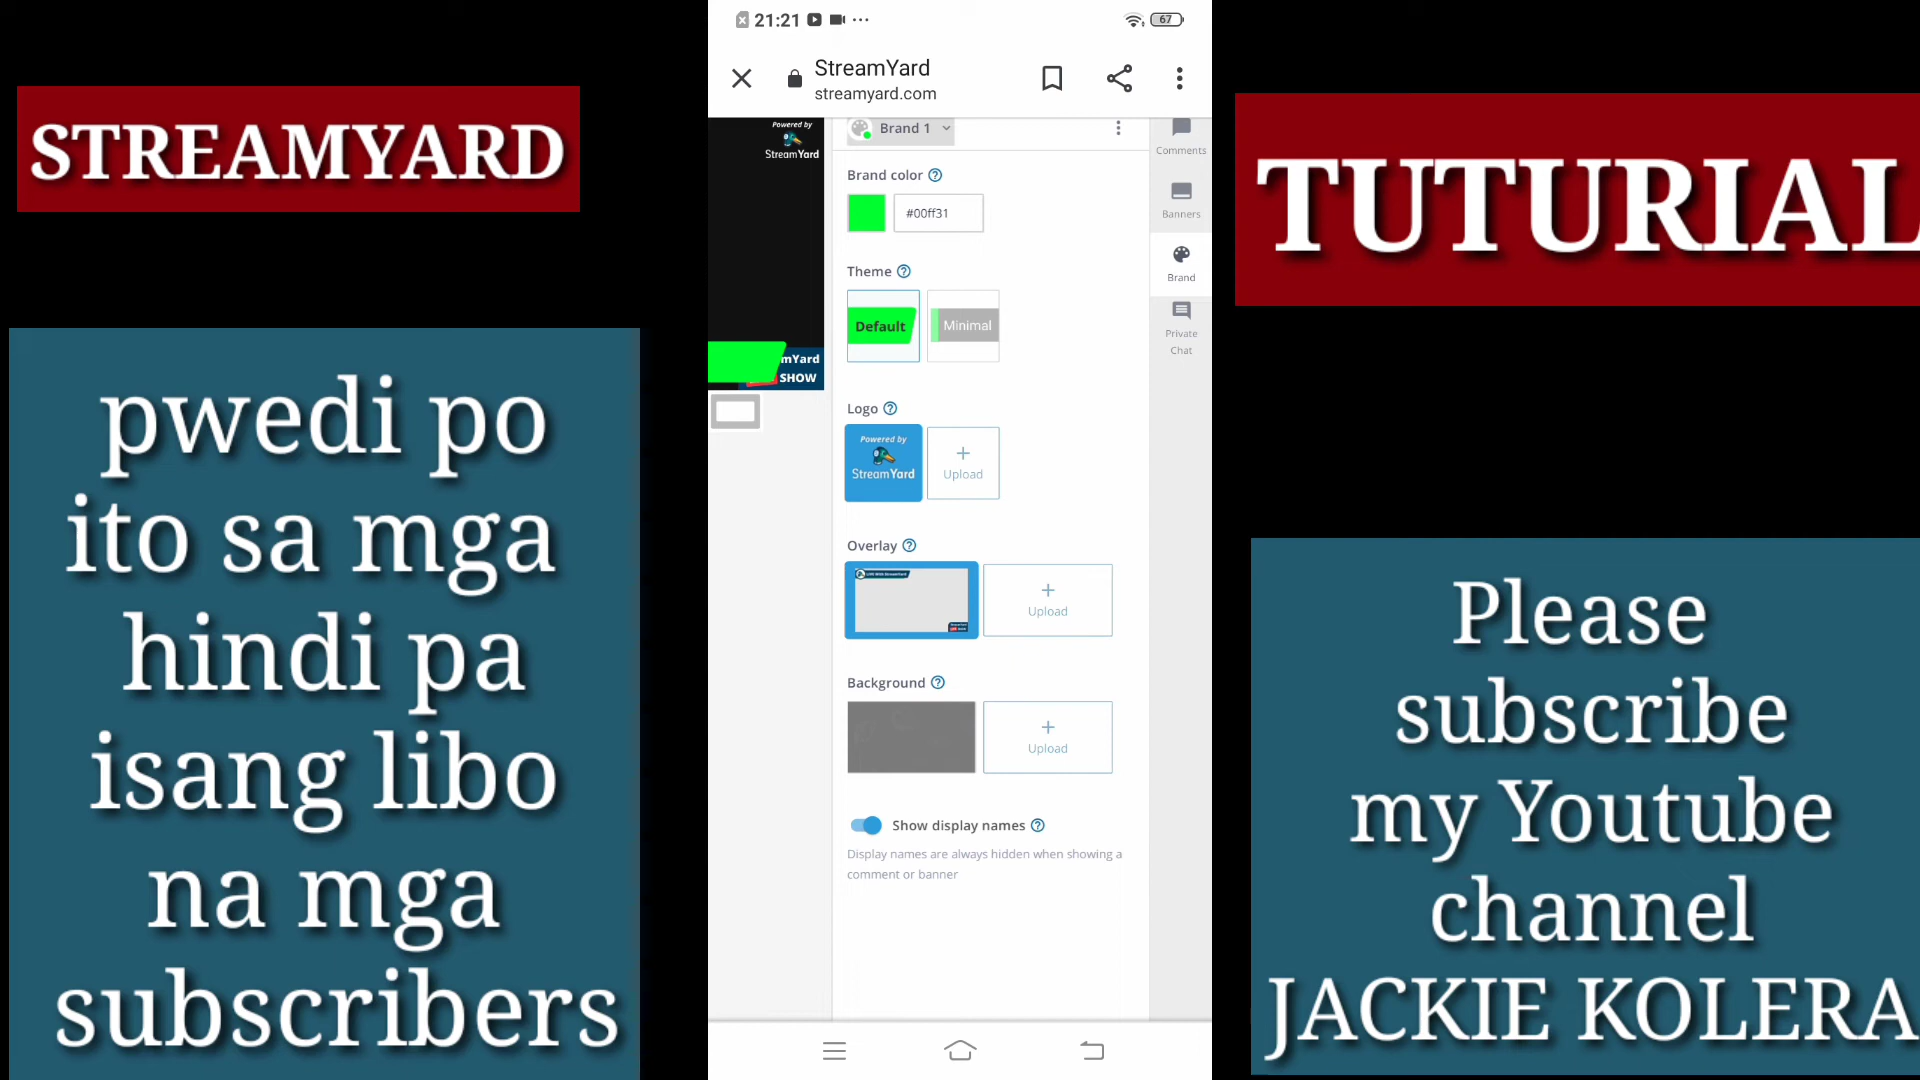 STREAMYARD
pwedi po
ito sa mga
hindi pa
isang libo
na mga
subscribers
21:21
67
StreamYard
streamyard.com
Powered by
StreamYard
mYard
SHOW
Brand 1
Brand color
#00ff31
Theme
Default
Minimal
Logo
Powered by
StreamYard
+
Upload
Overlay
+
Upload
Background
+
Upload
Show display names
Display names are always hidden when showing a
comment or banner
Comments
Banners
Brand
Private
Chat
TUTURIAL
Please
subscribe
my Youtube
channel
JACKIE KOLERA